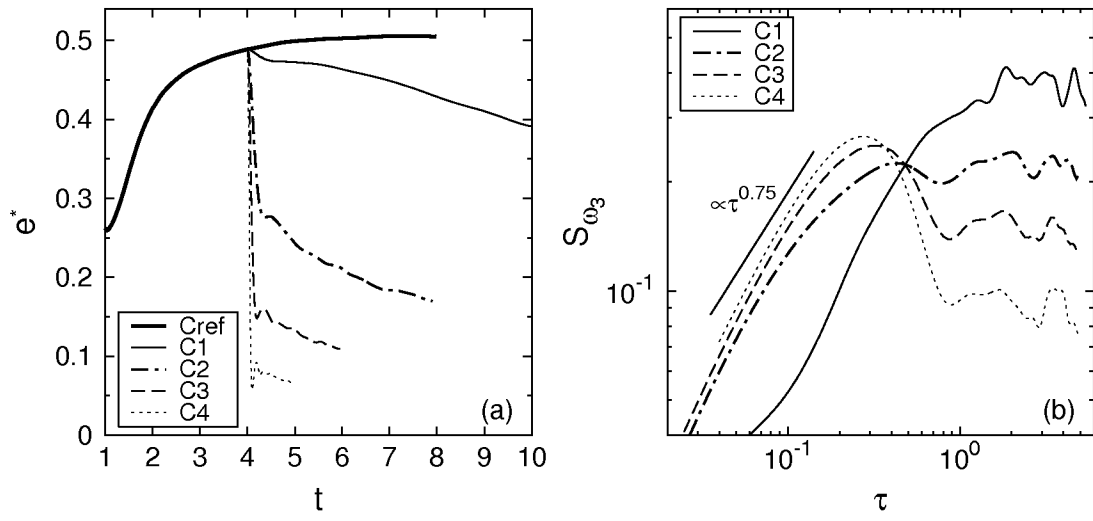 0.5
0.4
0.3
0.2
0.1
0
e*
Cref
C1
C2
C3
C4
(a)
1 2 3 4 5 6 7 8 9 10
t
C1
C2
C3
C4
∝τ^0.75
S_ω₃
10^-1
(b)
10^-1 10^0
τ